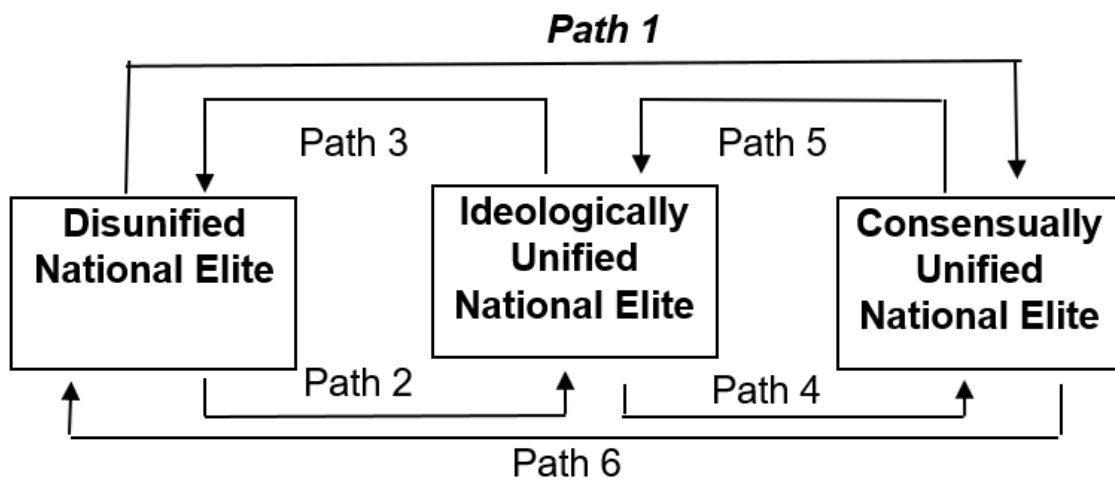 Path 1
Path 3
Path 5
Disunified
National Elite
Ideologically
Unified
National Elite
Consensually
Unified
National Elite
Path 2
Path 4
Path 6